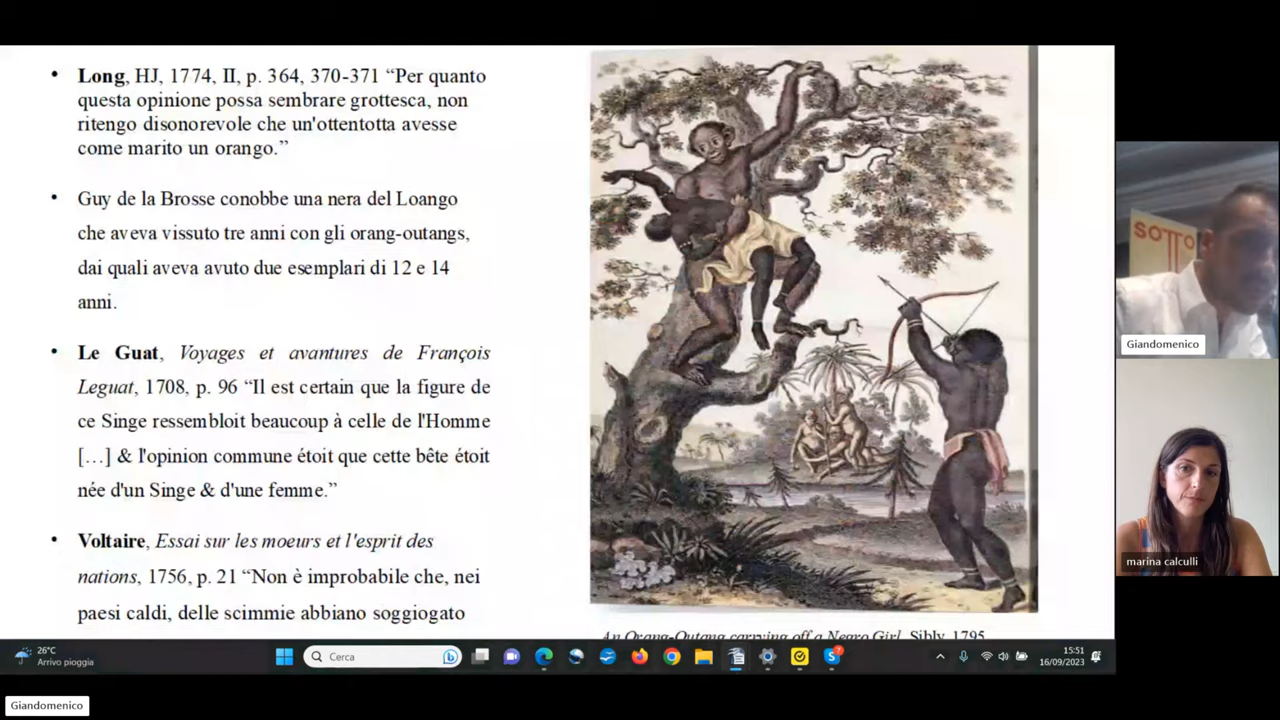 • Long, HJ, 1774, II, p. 364, 370-371 “Per quanto
questa opinione possa sembrare grottesca, non
ritengo disonorevole che un'ottentotta avesse
come marito un orango.”
• Guy de la Brosse conobbe una nera del Loango
che aveva vissuto tre anni con gli orang-outangs,
dai quali aveva avuto due esemplari di 12 e 14
anni.
• Le Guat, Voyages et avantures de François
Leguat, 1708, p. 96 “Il est certain que la figure de
ce Singe ressembloit beaucoup à celle de l'Homme
[…] & l'opinion commune étoit que cette bête étoit
née d'un Singe & d'une femme.”
• Voltaire, Essai sur les moeurs et l'esprit des
nations, 1756, p. 21 “Non è improbabile che, nei
paesi caldi, delle scimmie abbiano soggiogato
An Orang-Outang carrying off a Negro Girl, Sibly, 1795
SOTTO
Giandomenico
marina calculli
26°C
Arrivo pioggia
Cerca
7
15:51
16/09/2023
Giandomenico